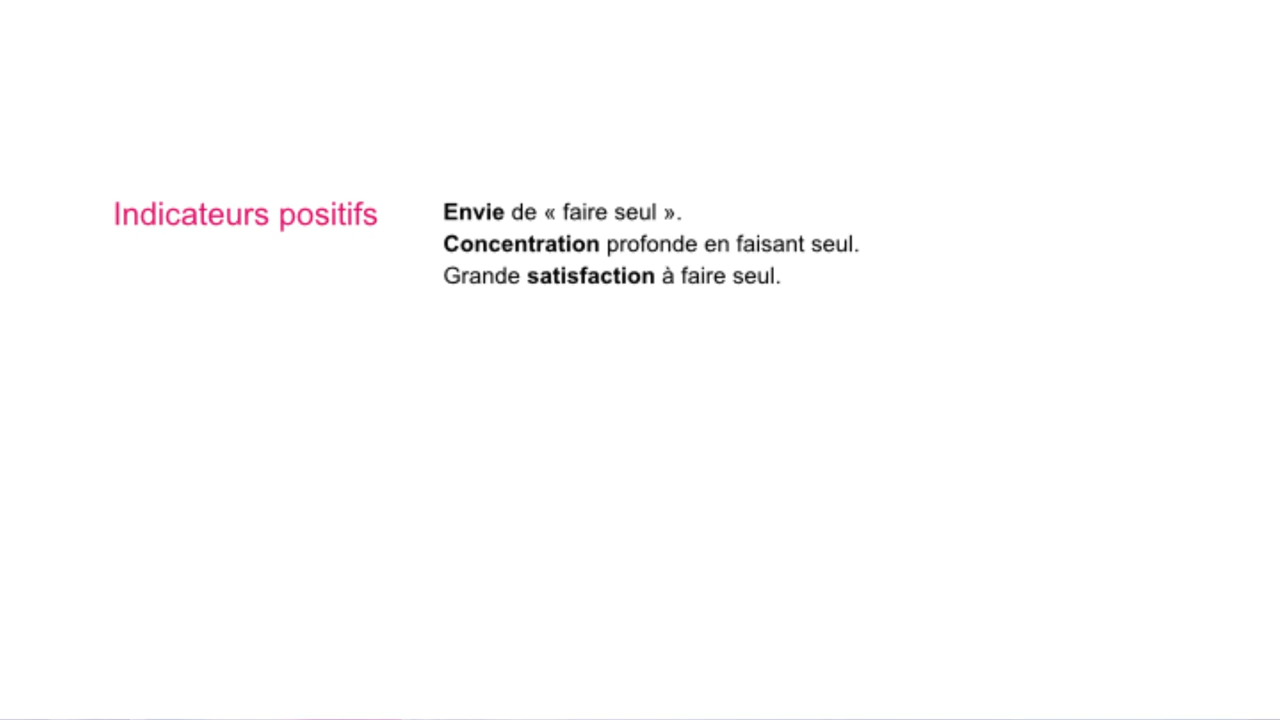 Indicateurs positifs
Envie de « faire seul ».
Concentration profonde en faisant seul.
Grande satisfaction à faire seul.